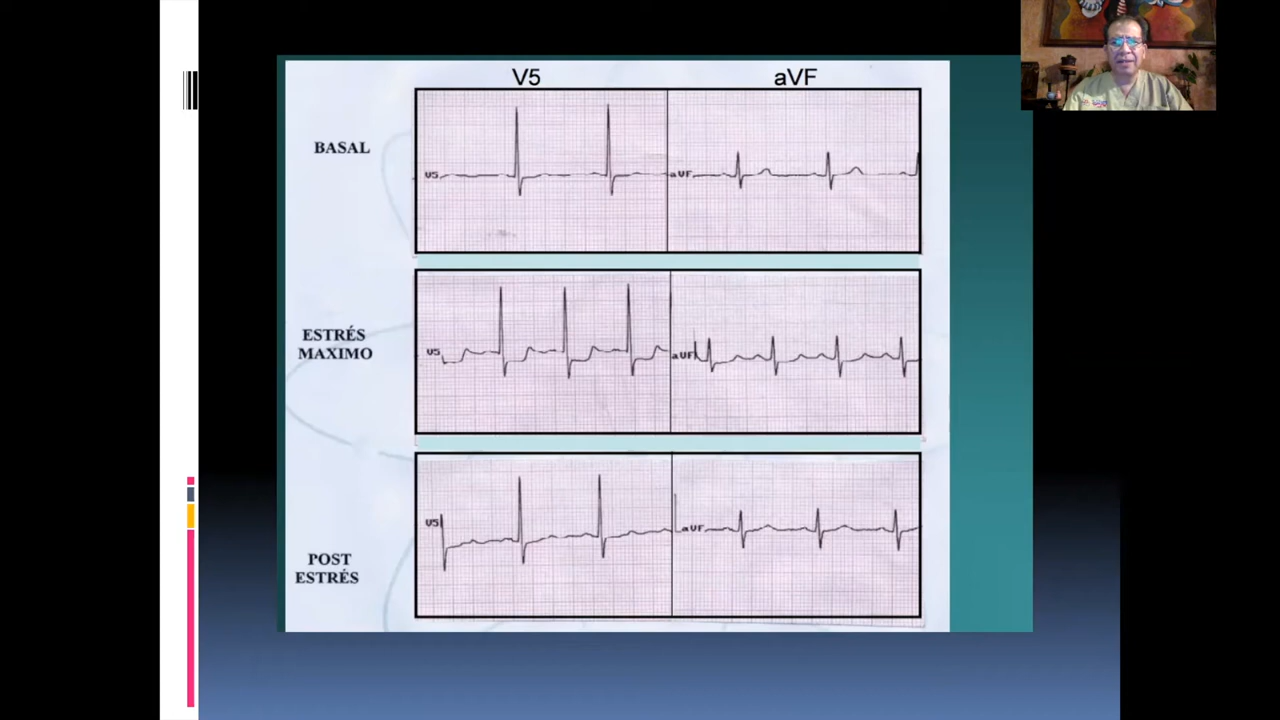 V5 aVF
BASAL
V5 aVF
ESTRÉS
MAXIMO
V5 aVF
POST
ESTRÉS
V5 aVF